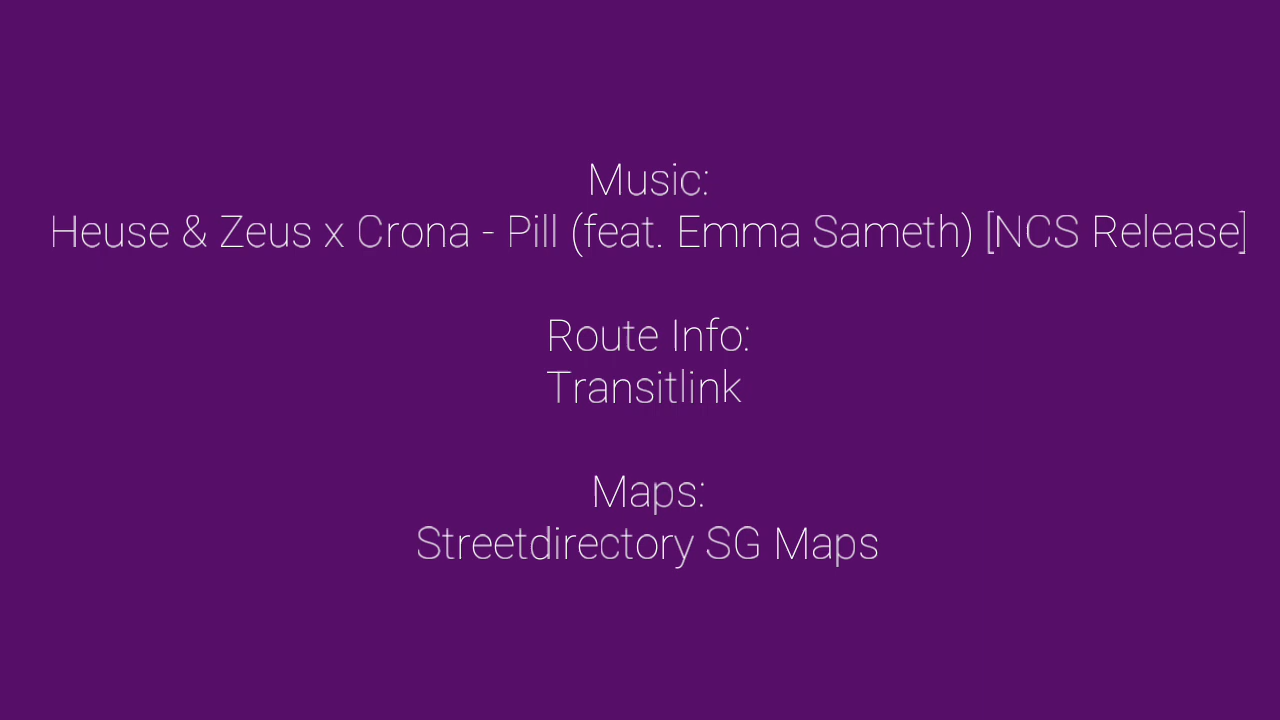 Music:
Heuse & Zeus x Crona - Pill (feat. Emma Sameth) [NCS Release]
Route Info:
Transitlink
Maps:
Streetdirectory SG Maps